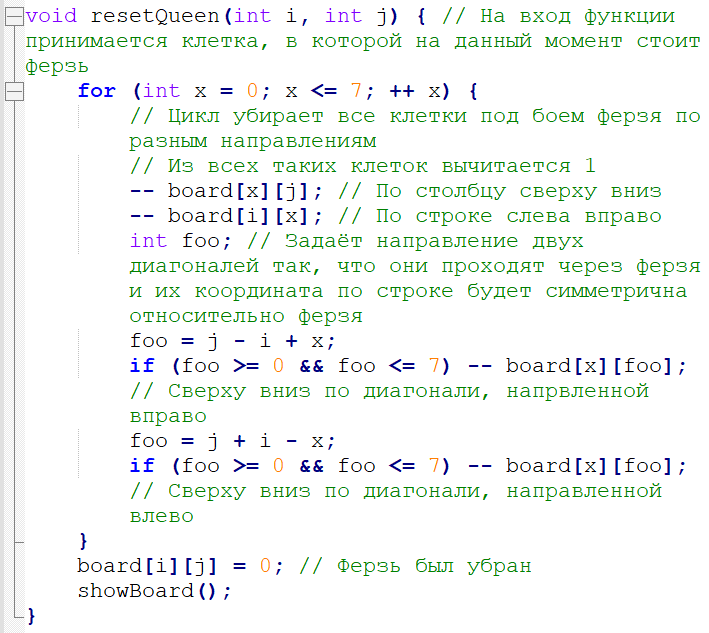 void resetQueen(int i, int j) { // На вход функции
принимается клетка, в которой на данный момент стоит
ферзь
for (int x = 0; x <= 7; ++ x) {
// Цикл убирает все клетки под боем ферзя по
разным направлениям
// Из всех таких клеток вычитается 1
-- board[x][j]; // По столбцу сверху вниз
-- board[i][x]; // По строке слева вправо
int foo; // Задаёт направление двух
диагоналей так, что они проходят через ферзя
и их координата по строке будет симметрична
относительно ферзя
foo = j - i + x;
if (foo >= 0 && foo <= 7) -- board[x][foo];
// Сверху вниз по диагонали, напрвленной
вправо
foo = j + i - x;
if (foo >= 0 && foo <= 7) -- board[x][foo];
// Сверху вниз по диагонали, направленной
влево
}
board[i][j] = 0; // Ферзь был убран
showBoard();
}